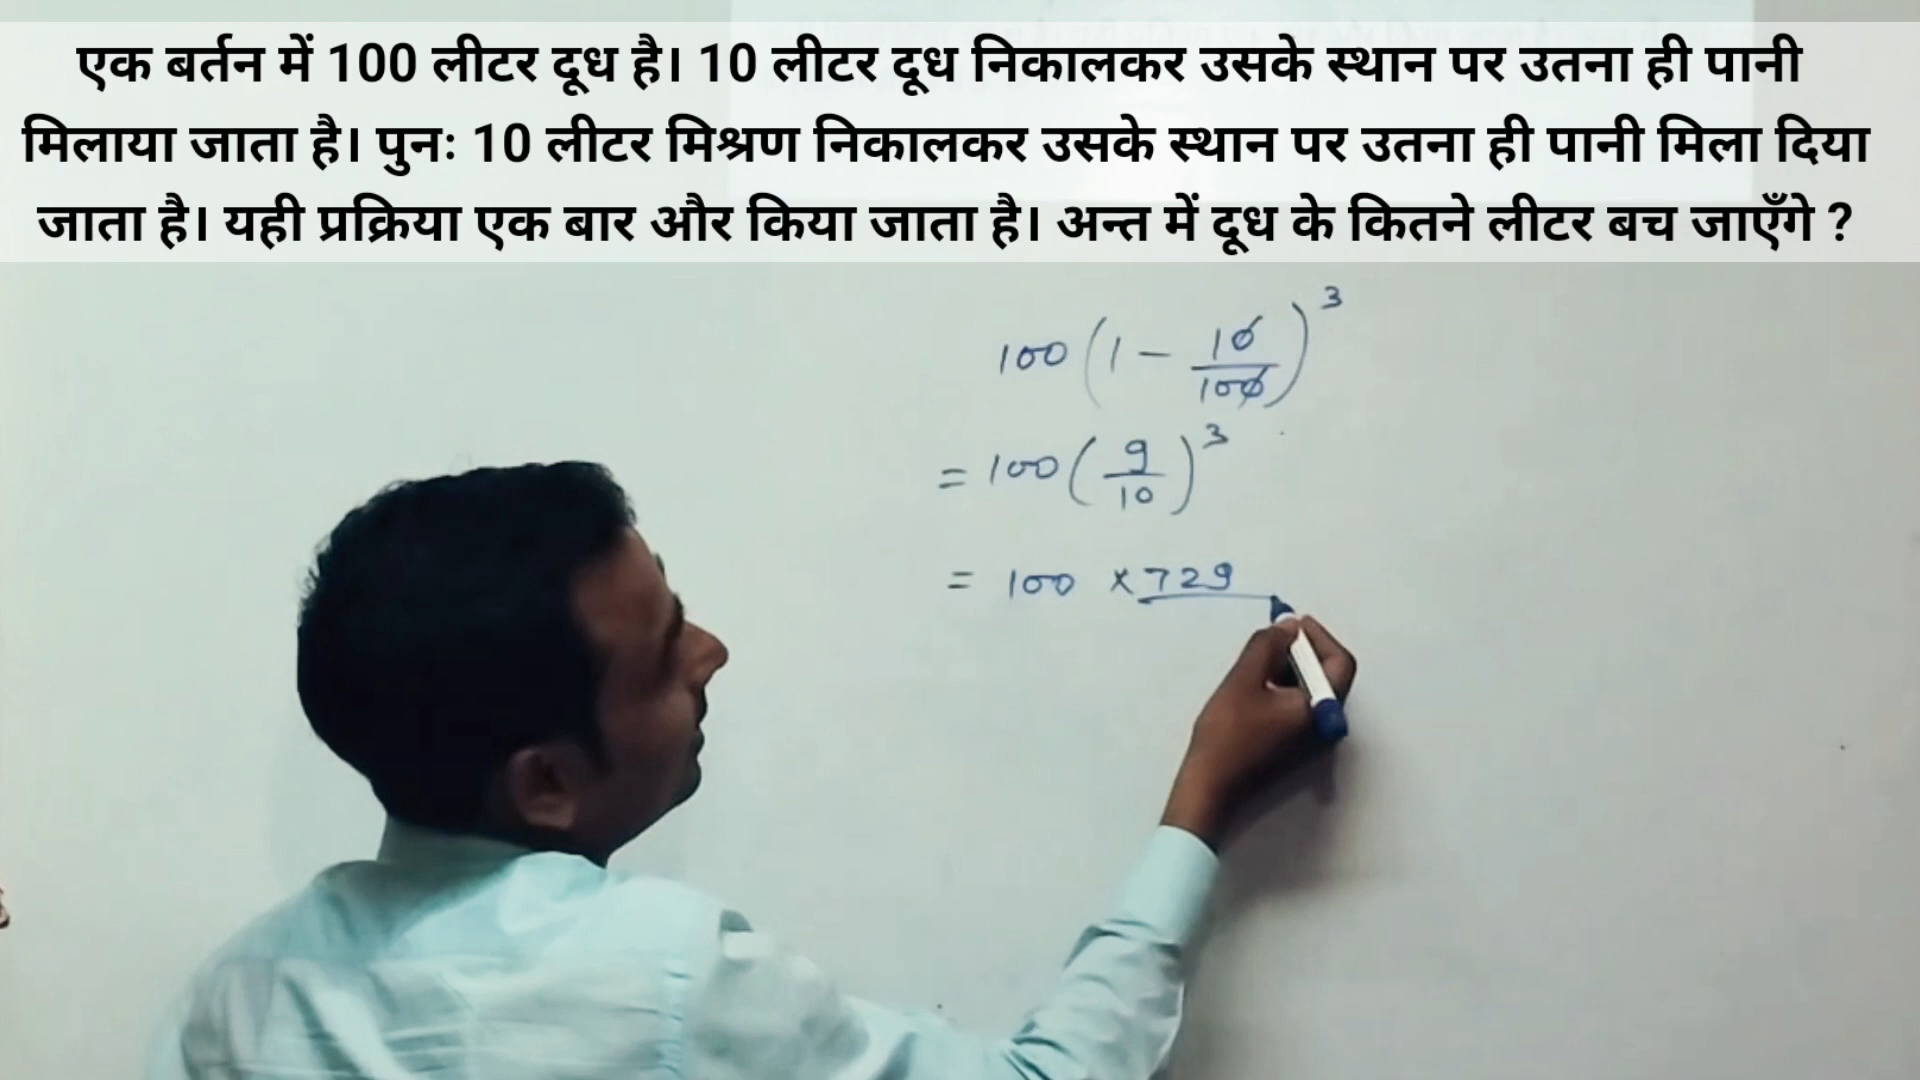 एक बर्तन में 100 लीटर दूध है। 10 लीटर दूध निकालकर उसके स्थान पर उतना ही पानी
मिलाया जाता है। पुनः 10 लीटर मिश्रण निकालकर उसके स्थान पर उतना ही पानी मिला दिया
जाता है। यही प्रक्रिया एक बार और किया जाता है। अन्त में दूध के कितने लीटर बच जाएँगे ?
100 (1 - 10/100)^3
= 100 (9/10)^3
= 100 × 729